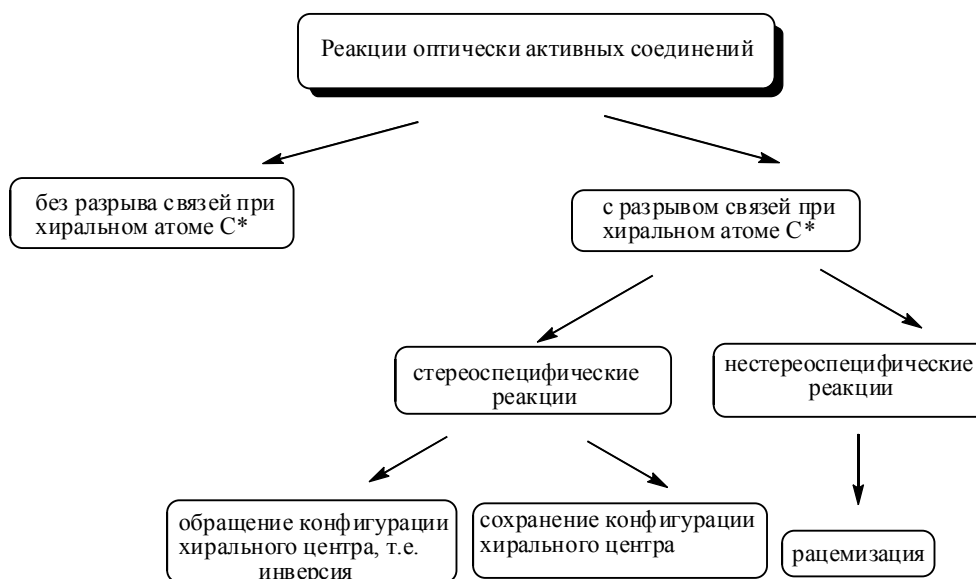 Реакции оптически активных соединений
без разрыва связей при
хиральном атоме С*
с разрывом связей при
хиральном атоме С*
стереоспецифические
реакции
нестереоспецифические
реакции
обращение конфигурации
хирального центра, т.е.
инверсия
сохранение конфигурации
хирального центра
рацемизация